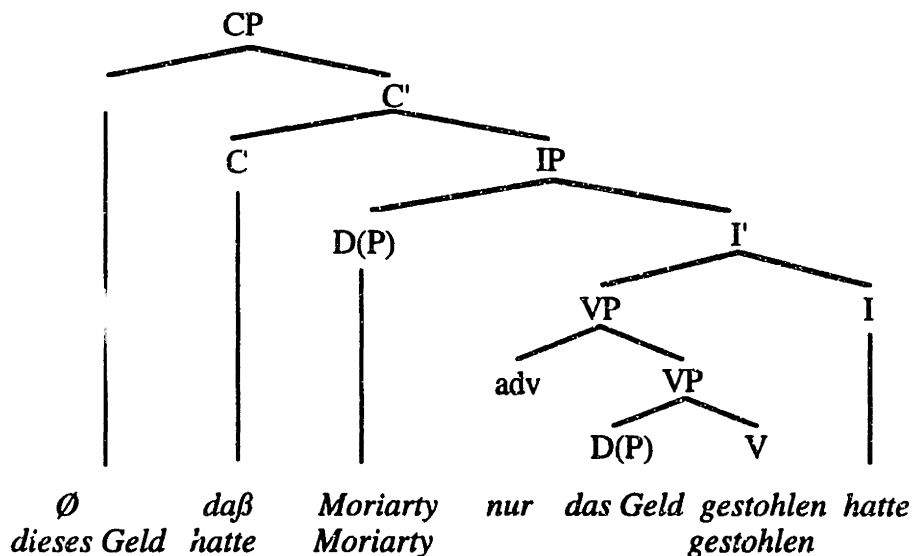 CP
C'
C IP
D(P) I'
VP I
adv VP
D(P) V
Ø daß Moriarty nur das Geld gestohlen hatte
dieses Geld hatte Moriarty gestohlen